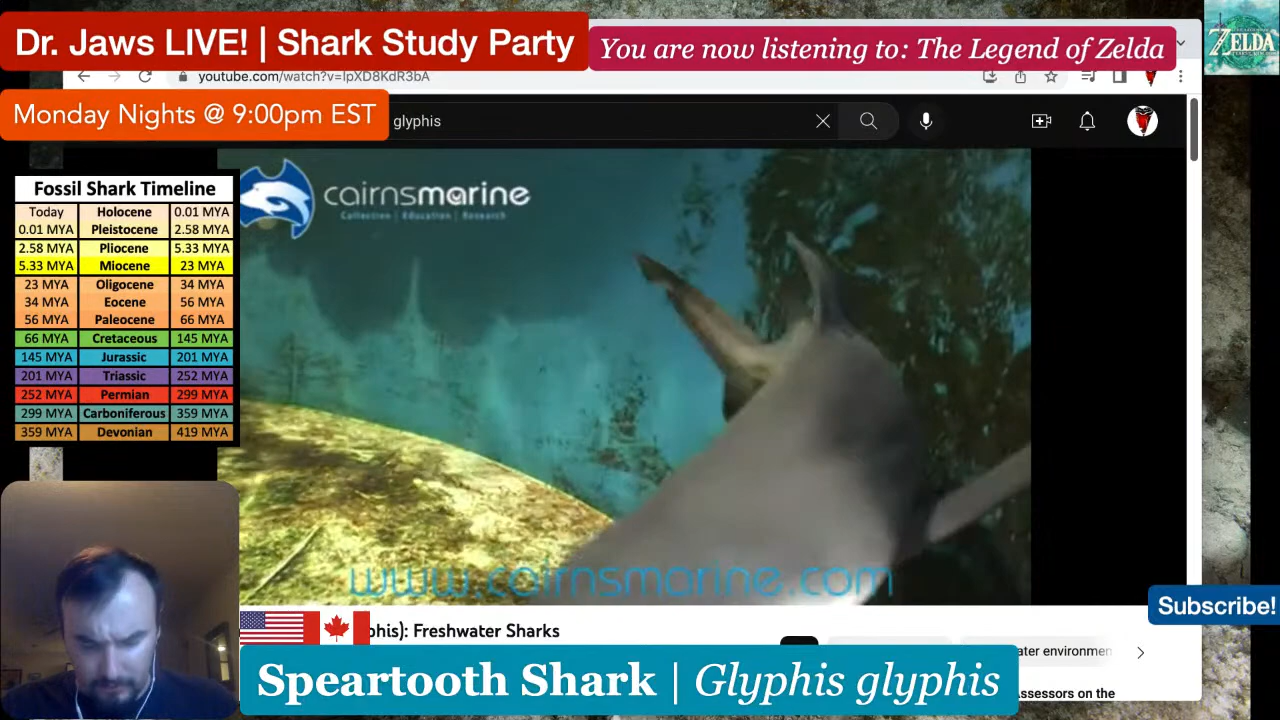 Dr. Jaws LIVE! | Shark Study Party
You are now listening to: The Legend of Zelda
ZELDA
youtube.com/watch?v=lpXD8KdR3bA
Monday Nights @ 9:00pm EST
glyphis
cairnsmarine
Collection | Education | Research
Fossil Shark Timeline
Today Holocene 0.01 MYA
0.01 MYA Pleistocene 2.58 MYA
2.58 MYA Pliocene 5.33 MYA
5.33 MYA Miocene 23 MYA
23 MYA Oligocene 34 MYA
34 MYA Eocene 56 MYA
56 MYA Paleocene 66 MYA
66 MYA Cretaceous 145 MYA
145 MYA Jurassic 201 MYA
201 MYA Triassic 252 MYA
252 MYA Permian 299 MYA
299 MYA Carboniferous 359 MYA
359 MYA Devonian 419 MYA
www.cairnsmarine.com
Subscribe!
phis): Freshwater Sharks
ater environmen
Speartooth Shark | Glyphis glyphis
Assessors on the